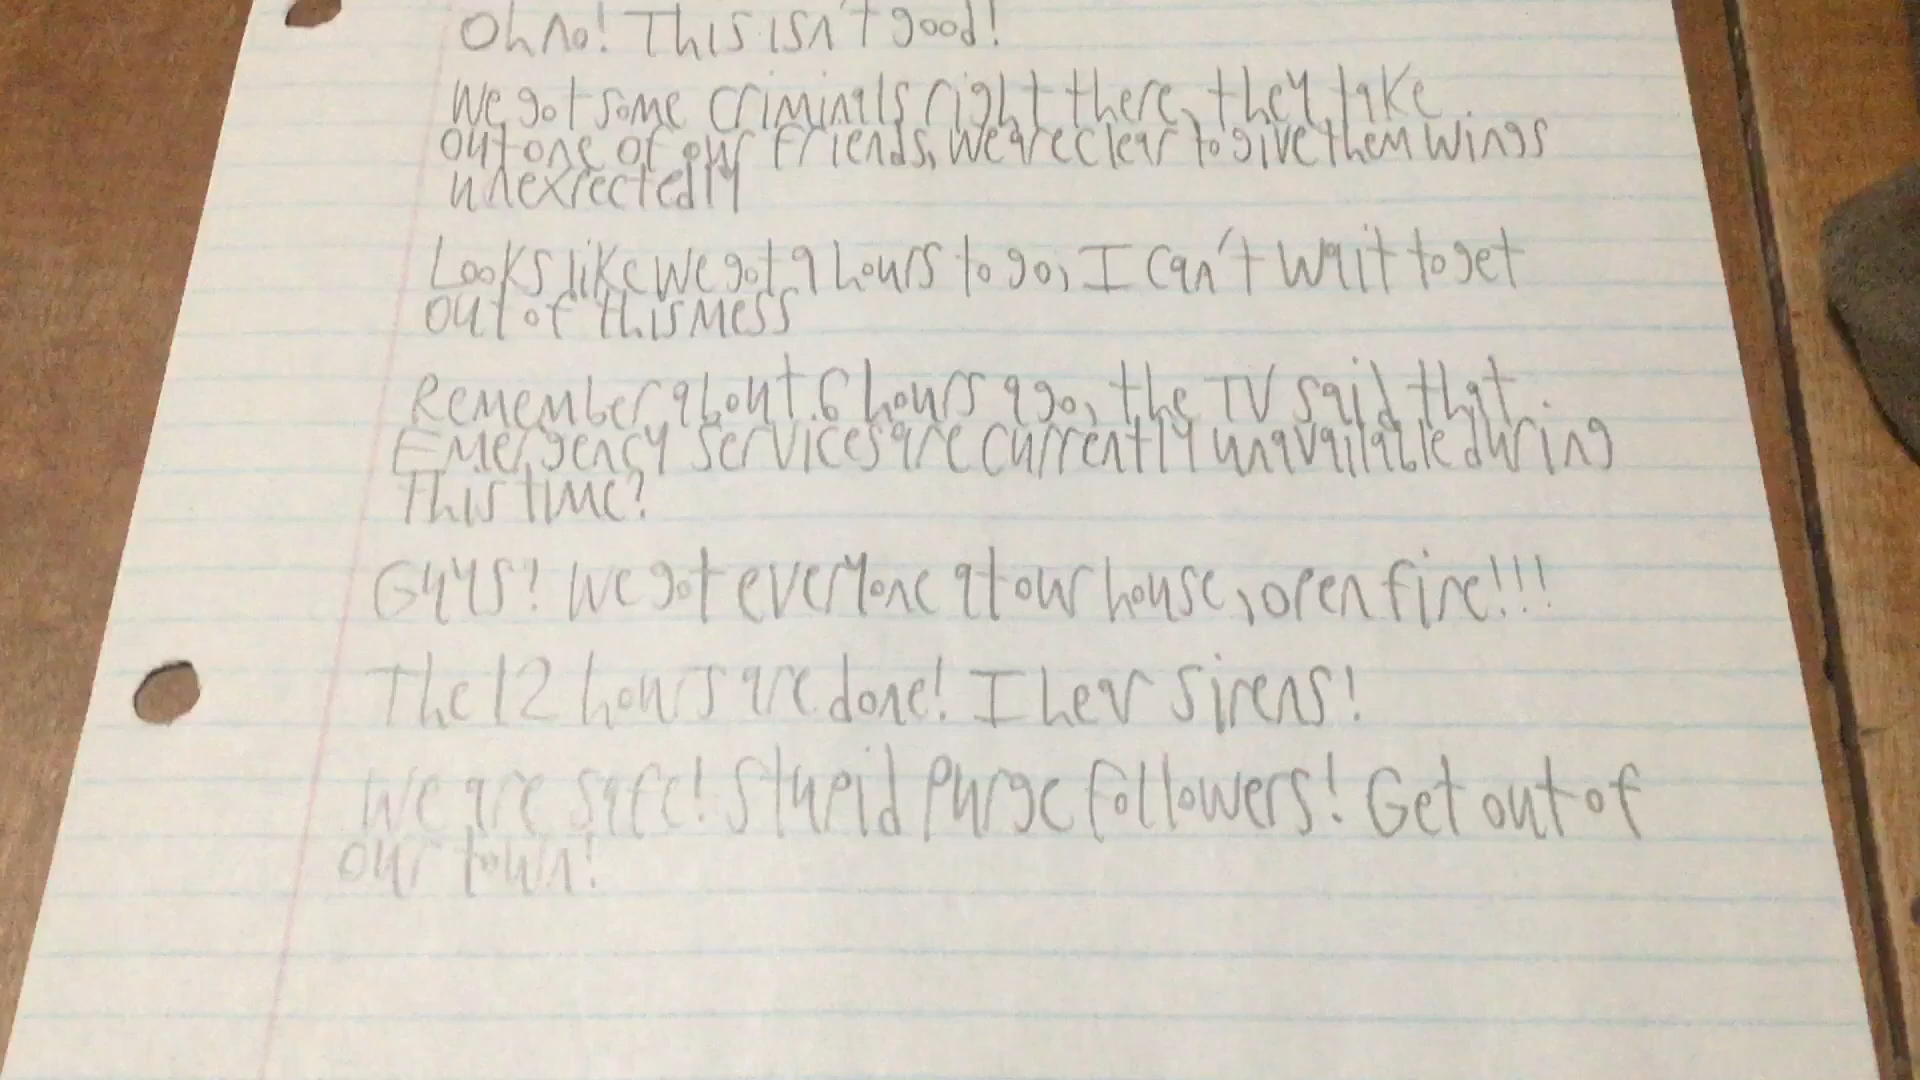 Oh no! This isn't good!
We got some criminals right there, they take
out one of our friends, we are clear to give them wings
unexpectedly
Looks like we got 9 hours to go, I can't wait to get
out of this mess
Remember about 6 hours ago, the TV said that
Emergency services are currently unavailable during
This time?
Guys! We got everyone at our house, open fire!!!
The 12 hours are done! I hear sirens!
We are safe! Stupid Purge followers! Get out of
our town!